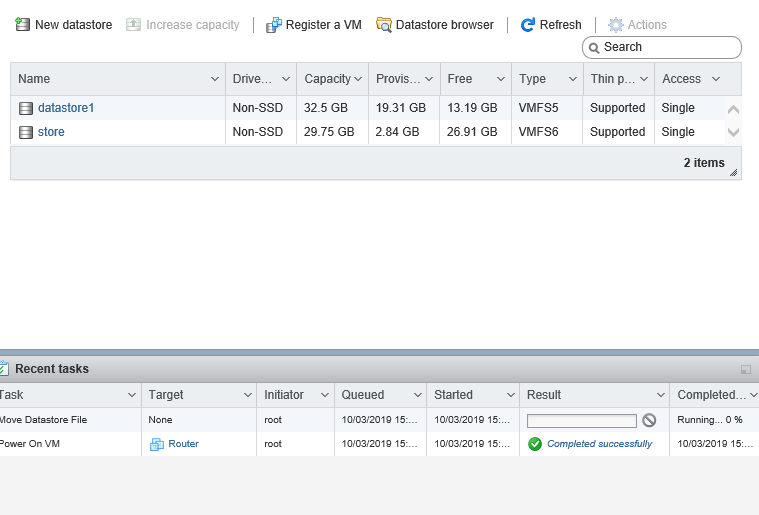 New datastore Increase capacity Register a VM Datastore browser Refresh Actions
Search
Name Drive... Capacity Provis... Free Type Thin p... Access
datastore1 Non-SSD 32.5 GB 19.31 GB 13.19 GB VMFS5 Supported Single
store Non-SSD 29.75 GB 2.84 GB 26.91 GB VMFS6 Supported Single
2 items
Recent tasks
Task Target Initiator Queued Started Result Completed...
Move Datastore File None root 10/03/2019 15:... 10/03/2019 15:... Running... 0 %
Power On VM Router root 10/03/2019 15:... 10/03/2019 15:... Completed successfully 10/03/2019 15:...